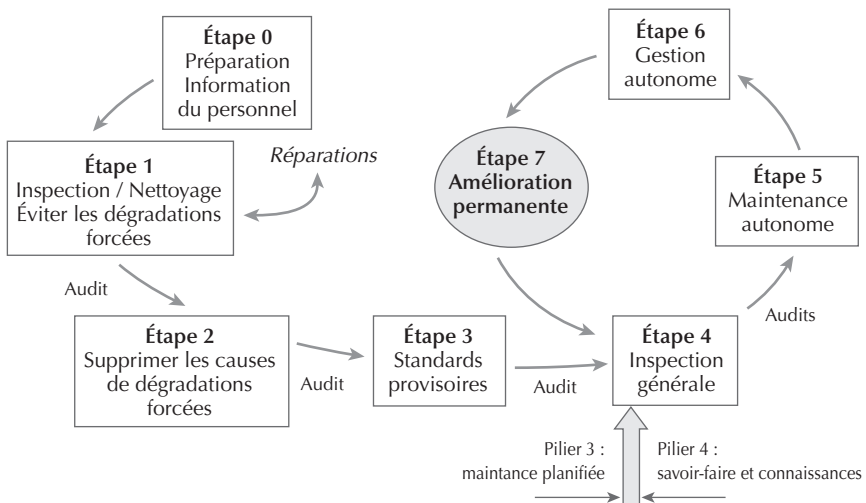 Étape 0
Préparation
Information
du personnel
Étape 1
Inspection / Nettoyage
Éviter les dégradations
forcées
Réparations
Audit
Étape 2
Supprimer les causes
de dégradations
forcées
Audit
Étape 3
Standards
provisoires
Audit
Étape 4
Inspection
générale
Audits
Étape 5
Maintenance
autonome
Étape 6
Gestion
autonome
Étape 7
Amélioration
permanente
Pilier 3 :
maintance planifiée
Pilier 4 :
savoir-faire et connaissances